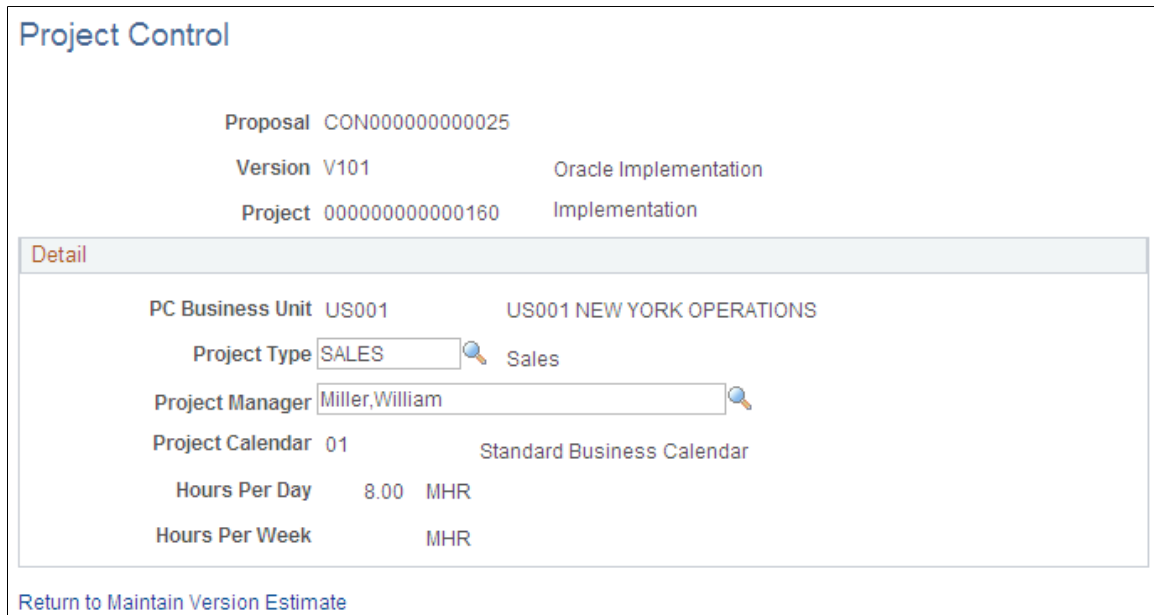 Project Control
Proposal CON000000000025
Version V101 Oracle Implementation
Project 000000000000160 Implementation
Detail
PC Business Unit US001 US001 NEW YORK OPERATIONS
Project Type SALES Sales
Project Manager Miller,William
Project Calendar 01 Standard Business Calendar
Hours Per Day 8.00 MHR
Hours Per Week MHR
Return to Maintain Version Estimate